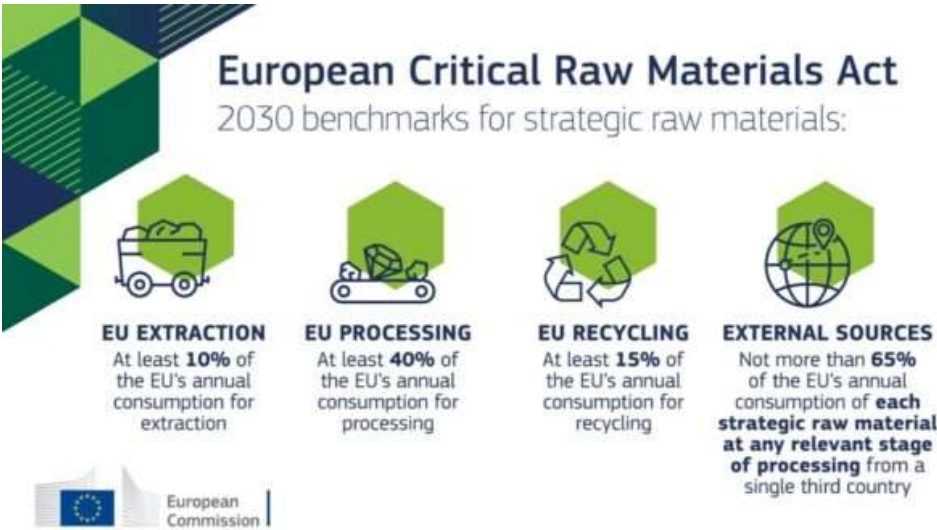 European Critical Raw Materials Act
2030 benchmarks for strategic raw materials:
EU EXTRACTION
At least 10% of
the EU's annual
consumption for
extraction
EU PROCESSING
At least 40% of
the EU's annual
consumption for
processing
EU RECYCLING
At least 15% of
the EU's annual
consumption for
recycling
EXTERNAL SOURCES
Not more than 65%
of the EU's annual
consumption of each
strategic raw material
at any relevant stage
of processing from a
single third country
European
Commission